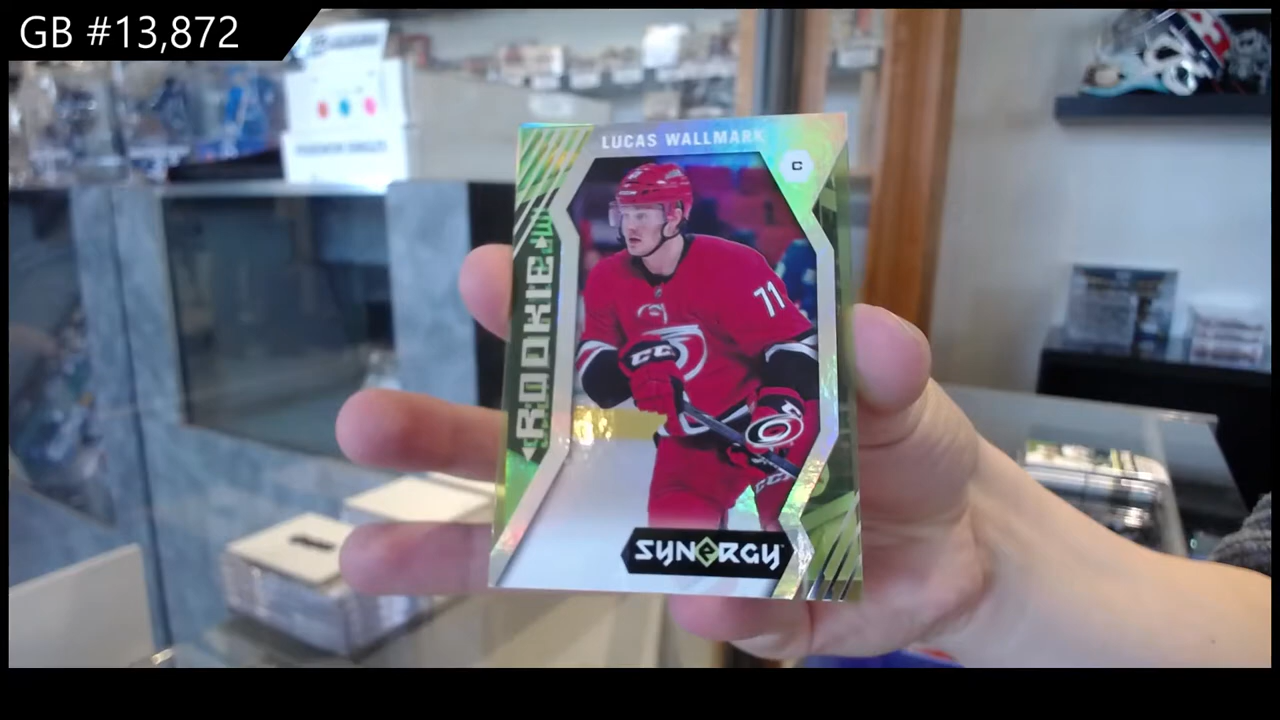 GB #13,872
LUCAS WALLMARK
C
ROOKIE
71
CCM
SYNERGY